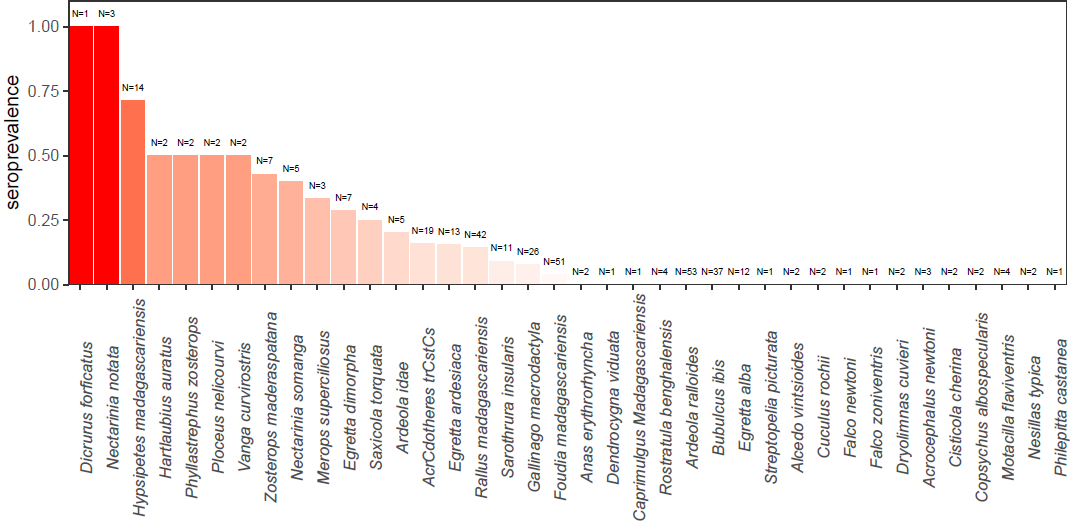 N=1
N=3
N=14
N=2
N=2
N=2
N=2
N=7
N=5
N=3
N=7
N=4
N=5
N=19
N=13
N=42
N=11
N=26
N=51
N=2
N=1
N=1
N=4
N=53
N=37
N=12
N=1
N=2
N=2
N=1
N=1
N=2
N=3
N=2
N=2
N=4
N=2
N=1
1.00
0.75
0.50
0.25
0.00
seroprevalence
Dicrurus forficatus
Nectarinia notata
Hypsipetes madagascariensis
Hartlaubius auratus
Phyllastrephus zosterops
Ploceus nelicourvi
Vanga curvirostris
Zosterops maderaspatana
Nectarinia somanga
Merops superciliosus
Egretta dimorpha
Saxicola torquata
Ardeola idae
AcrCdotheres trCstCs
Egretta ardesiaca
Rallus madagascariensis
Sarothrura insularis
Gallinago macrodactyla
Foudia madagascariensis
Anas erythrorhyncha
Dendrocygna viduata
Caprimulgus Madagascariensis
Rostratula benghalensis
Ardeola ralloides
Bubulcus ibis
Egretta alba
Streptopelia picturata
Alcedo vintsioides
Cuculus rochii
Falco newtoni
Falco zoniventris
Dryolimnas cuvieri
Acrocephalus newtoni
Cisticola cherina
Copsychus albospecularis
Motacilla flaviventris
Nesillas typica
Philepitta castanea